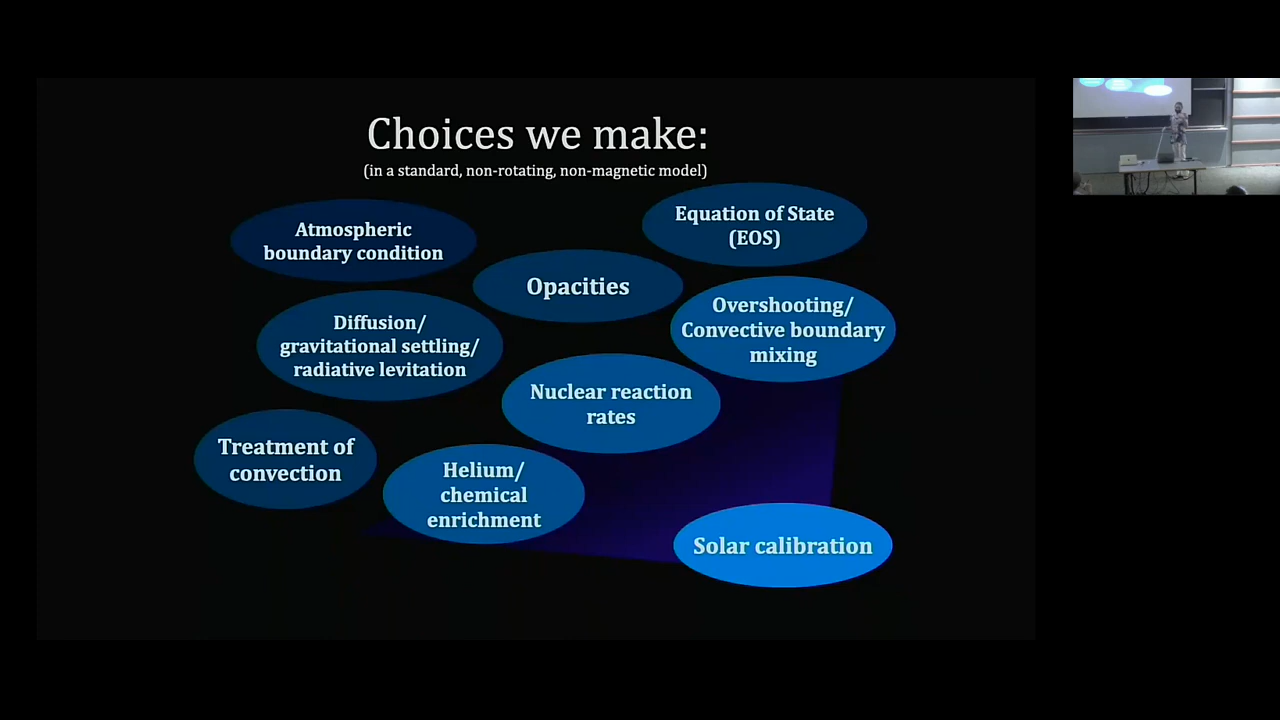 Choices we make:
(in a standard, non-rotating, non-magnetic model)
Atmospheric
boundary condition
Equation of State
(EOS)
Opacities
Overshooting/
Convective boundary
mixing
Diffusion/
gravitational settling/
radiative levitation
Nuclear reaction
rates
Treatment of
convection
Helium/
chemical
enrichment
Solar calibration